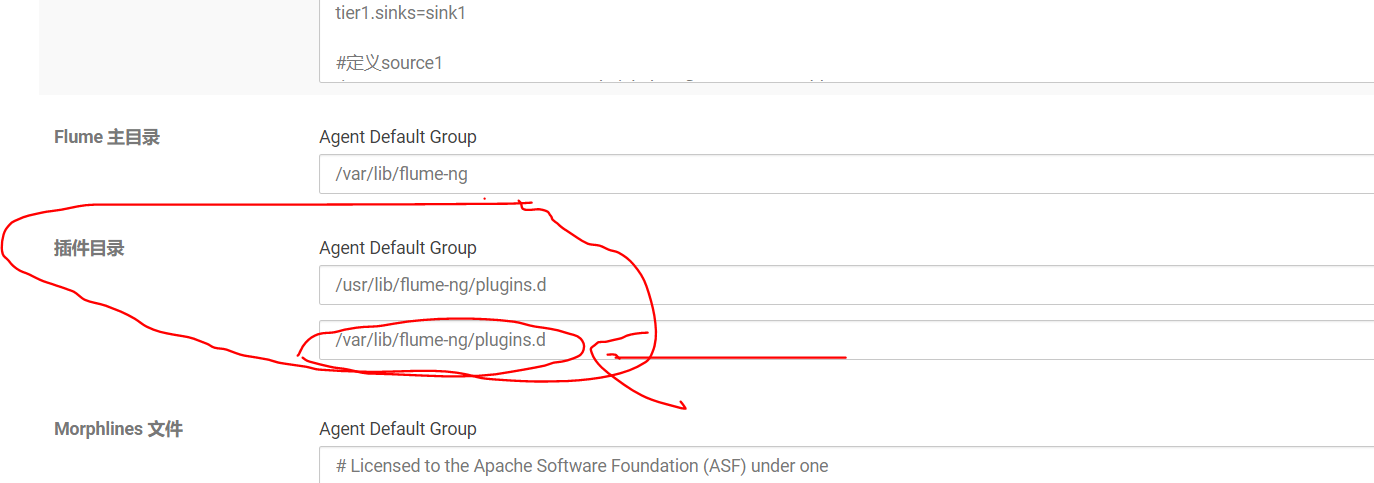 tier1.sinks=sink1
#定义source1
Flume 主目录
Agent Default Group
/var/lib/flume-ng
插件目录
Agent Default Group
/usr/lib/flume-ng/plugins.d
/var/lib/flume-ng/plugins.d
Morphlines 文件
Agent Default Group
# Licensed to the Apache Software Foundation (ASF) under one